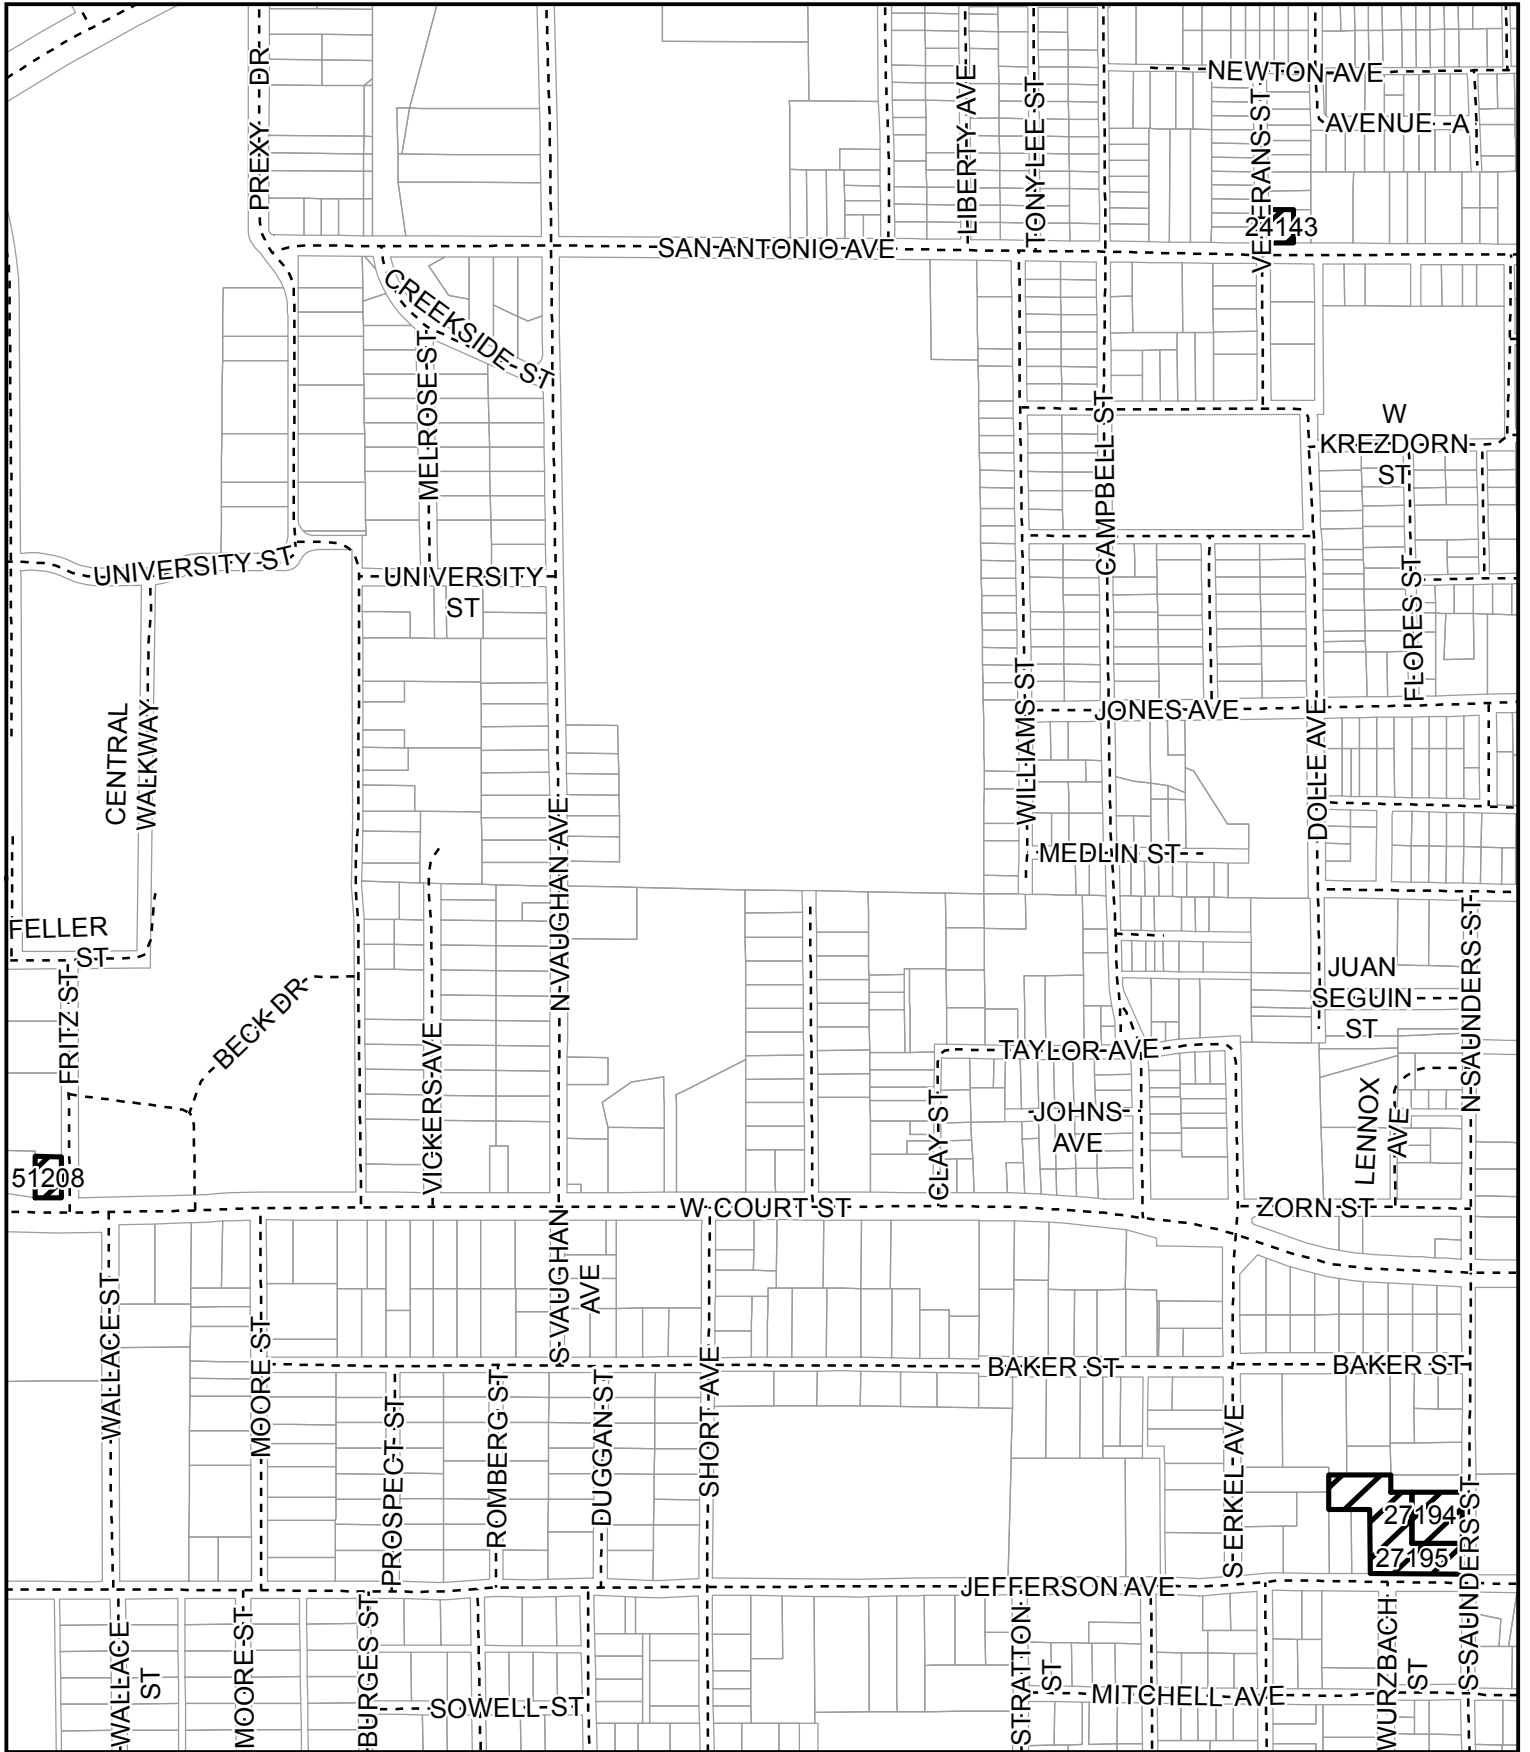 PREXY DR
LIBERTY AVE
TONY LEE ST
NEWTON AVE
VETERANS ST
AVENUE A
24143
SAN ANTONIO AVE
CREEKSIDE ST
MELROSE ST
CAMPBELL ST
W
KREZDORN
ST
UNIVERSITY ST
UNIVERSITY
ST
FLORES ST
CENTRAL
WALKWAY
WILLIAMS ST
JONES AVE
DOLLE AVE
N VAUGHAN AVE
MEDLIN ST
FELLER
ST
FRITZ ST
BECK DR
VICKERS AVE
JUAN
SEGUIN
ST
N SAUNDERS ST
TAYLOR AVE
CLAY ST
JOHNS
AVE
LENNOX
AVE
51208
W COURT ST
ZORN ST
WALLACE ST
MOORE ST
S VAUGHAN
AVE
SHORT AVE
BAKER ST
BAKER ST
PROSPECT ST
ROMBERG ST
DUGGAN ST
S ERKEL AVE
27194
27195
S SAUNDERS ST
JEFFERSON AVE
WALLACE
ST
MOORE ST
BURGES ST
SOWELL ST
STRATTON
ST
MITCHELL AVE
WURZBACH
ST